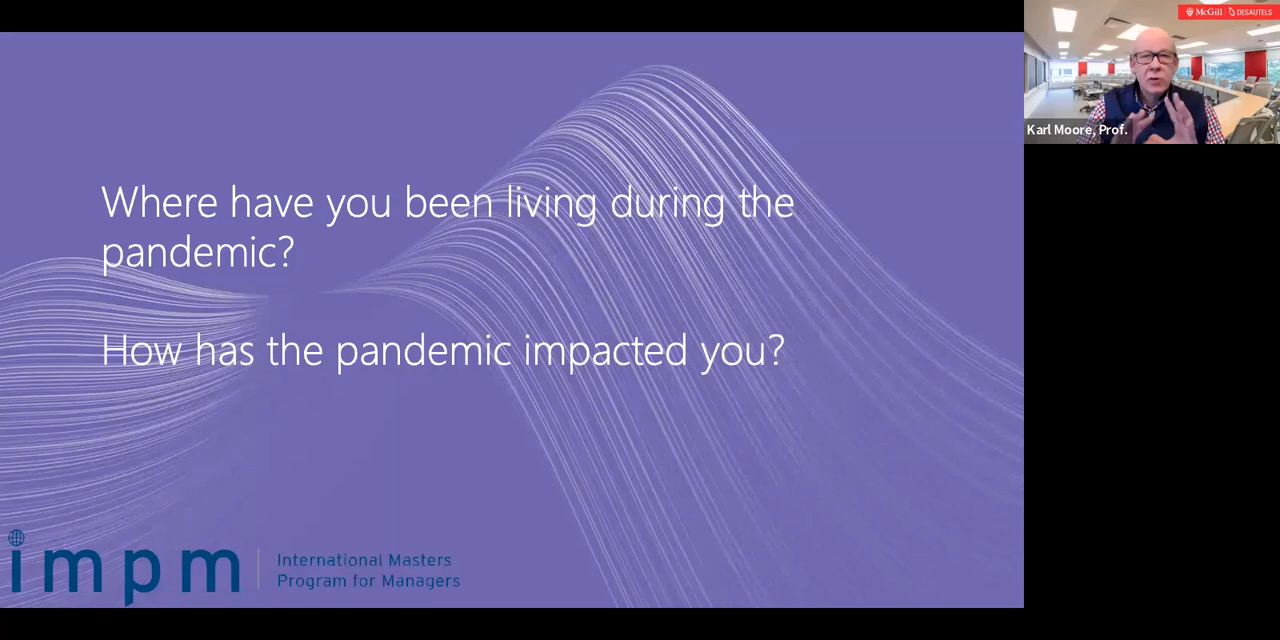 McGill DESAUTELS
Karl Moore, Prof.
Where have you been living during the
pandemic?
How has the pandemic impacted you?
impm
International Masters
Program for Managers